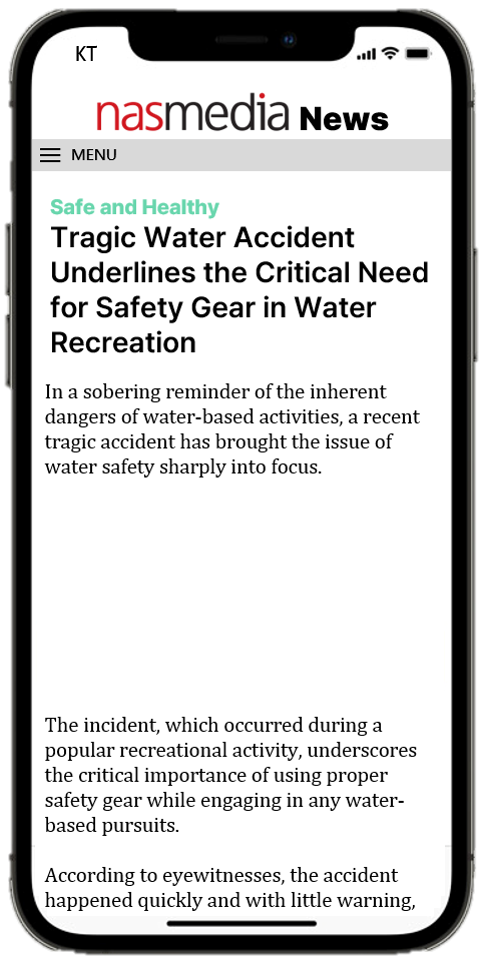 KT
nasmedia News
MENU
Safe and Healthy
Tragic Water Accident
Underlines the Critical Need
for Safety Gear in Water
Recreation
In a sobering reminder of the inherent
dangers of water-based activities, a recent
tragic accident has brought the issue of
water safety sharply into focus.
The incident, which occurred during a
popular recreational activity, underscores
the critical importance of using proper
safety gear while engaging in any water-
based pursuits.
According to eyewitnesses, the accident
happened quickly and with little warning,